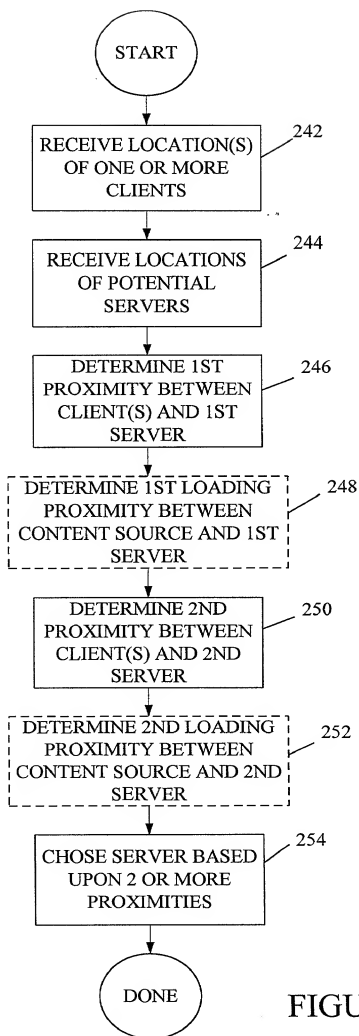 START
RECEIVE LOCATION(S)
OF ONE OR MORE
CLIENTS
242
RECEIVE LOCATIONS
OF POTENTIAL
SERVERS
244
DETERMINE 1ST
PROXIMITY BETWEEN
CLIENT(S) AND 1ST
SERVER
246
DETERMINE 1ST LOADING
PROXIMITY BETWEEN
CONTENT SOURCE AND 1ST
SERVER
248
DETERMINE 2ND
PROXIMITY BETWEEN
CLIENT(S) AND 2ND
SERVER
250
DETERMINE 2ND LOADING
PROXIMITY BETWEEN
CONTENT SOURCE AND 2ND
SERVER
252
CHOSE SERVER BASED
UPON 2 OR MORE
PROXIMITIES
254
DONE
FIGU